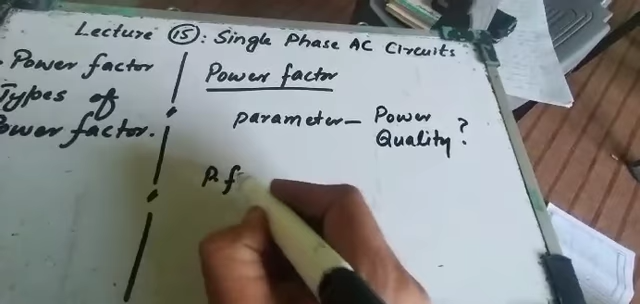 Lecture 15: Single Phase AC Circuits
. Power factor
Types of
Power factor.
Power factor
parameter – Power
Quality?
P.f